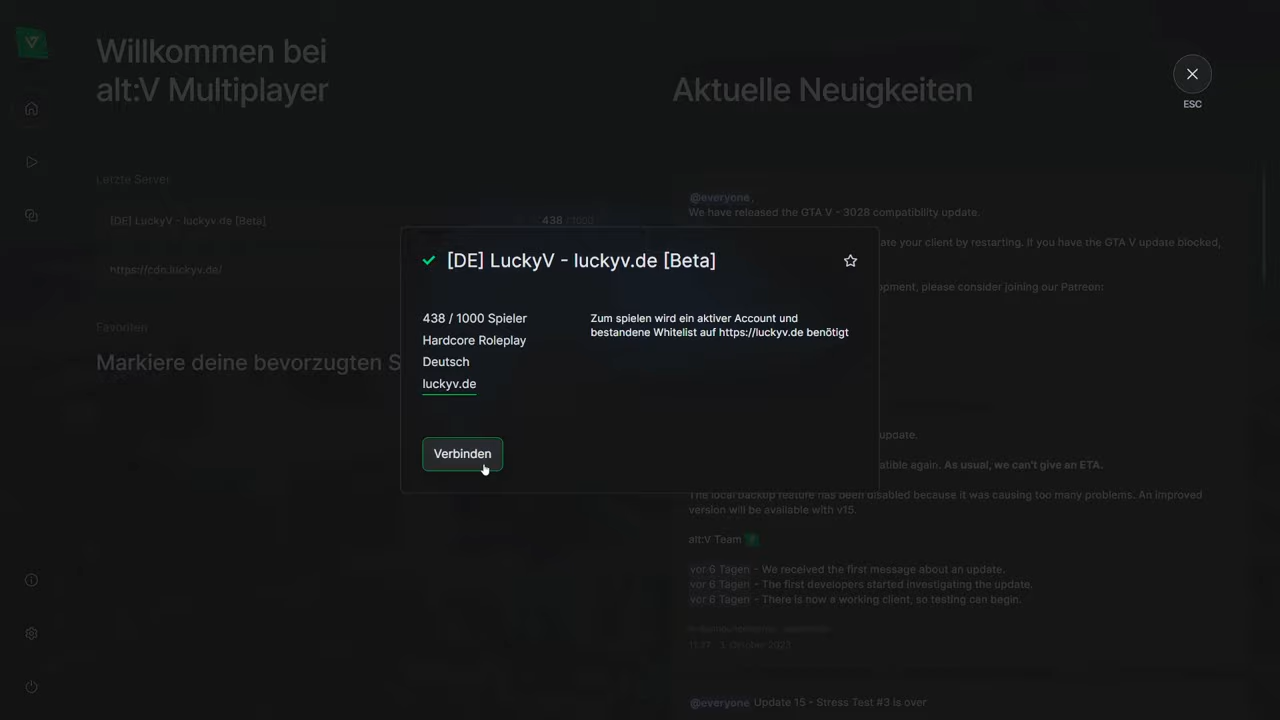 Willkommen bei
alt:V Multiplayer
Aktuelle Neuigkeiten
ESC
Letzte Server
[DE] LuckyV - luckyv.de [Beta]
438 / 1000
https://cdn.luckyv.de/
Favoriten
Markiere deine bevorzugten S
@everyone,
We have released the GTA V - 3028 compatibility update.
ate your client by restarting. If you have the GTA V update blocked,
opment, please consider joining our Patreon:
[DE] LuckyV - luckyv.de [Beta]
438 / 1000 Spieler
Hardcore Roleplay
Deutsch
luckyv.de
Zum spielen wird ein aktiver Account und
bestandene Whitelist auf https://luckyv.de benötigt
Verbinden
update.
atible again. As usual, we can't give an ETA.
The local backup feature has been disabled because it was causing too many problems. An improved
version will be available with v15.
alt:V Team
vor 6 Tagen - We received the first message about an update.
vor 6 Tagen - The first developers started investigating the update.
vor 6 Tagen - There is now a working client, so testing can begin.
11:37 1. Oktober 2023
@everyone Update 15 - Stress Test #3 is over